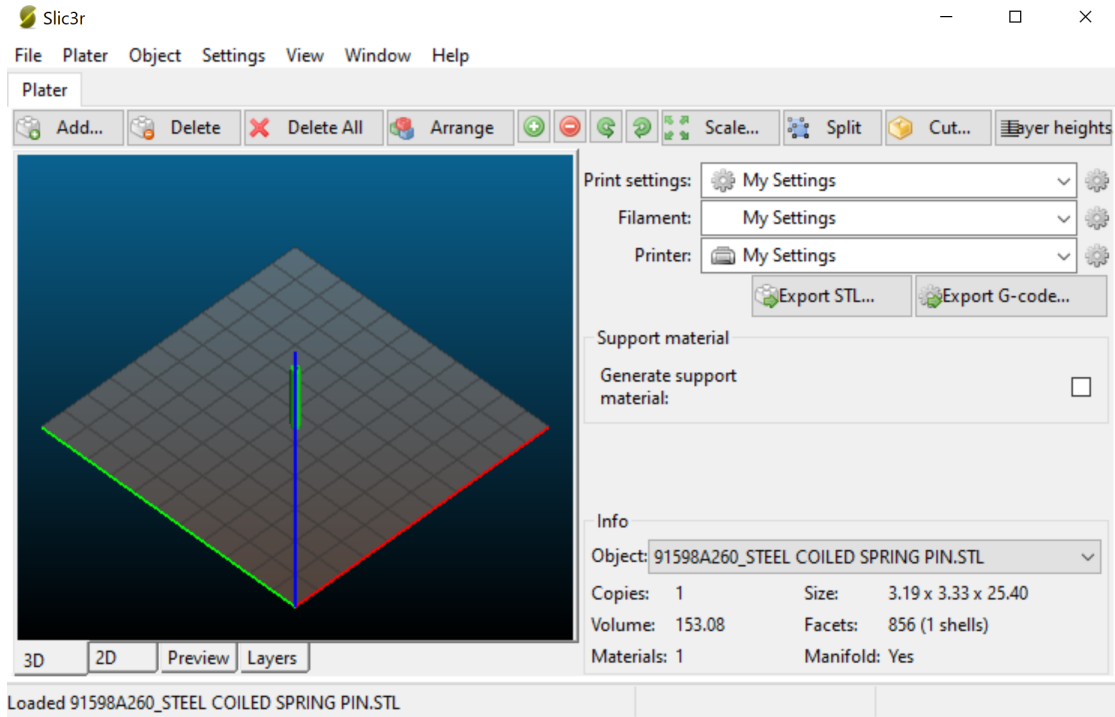 Slic3r
File Plater Object Settings View Window Help
Plater
Add... Delete Delete All Arrange Scale... Split Cut... Layer heights
Print settings: My Settings
Filament: My Settings
Printer: My Settings
Export STL... Export G-code...
Support material
Generate support
material:
Info
Object: 91598A260_STEEL COILED SPRING PIN.STL
Copies: 1 Size: 3.19 x 3.33 x 25.40
Volume: 153.08 Facets: 856 (1 shells)
Materials: 1 Manifold: Yes
3D 2D Preview Layers
Loaded 91598A260_STEEL COILED SPRING PIN.STL